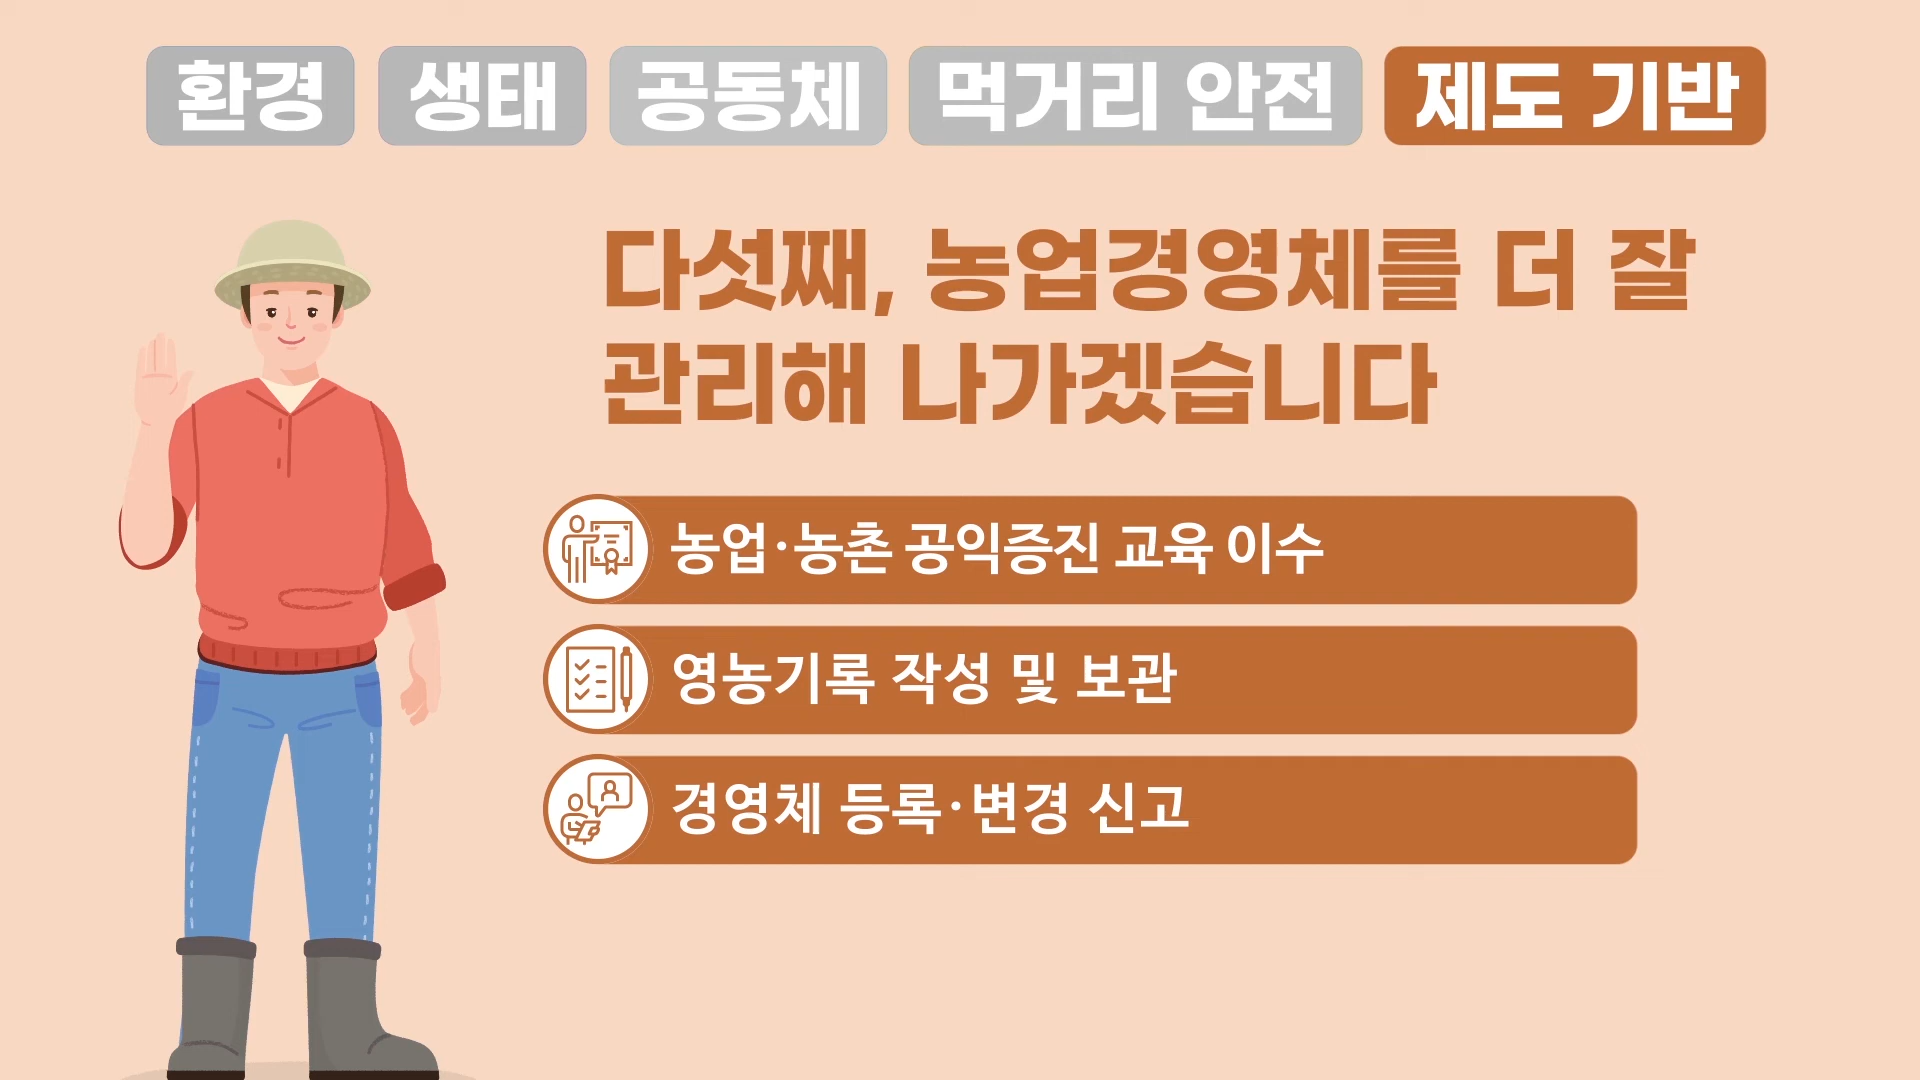 환경 생태 공동체 먹거리 안전 제도 기반
다섯째, 농업경영체를 더 잘
관리해 나가겠습니다
농업·농촌 공익증진 교육 이수
영농기록 작성 및 보관
경영체 등록·변경 신고